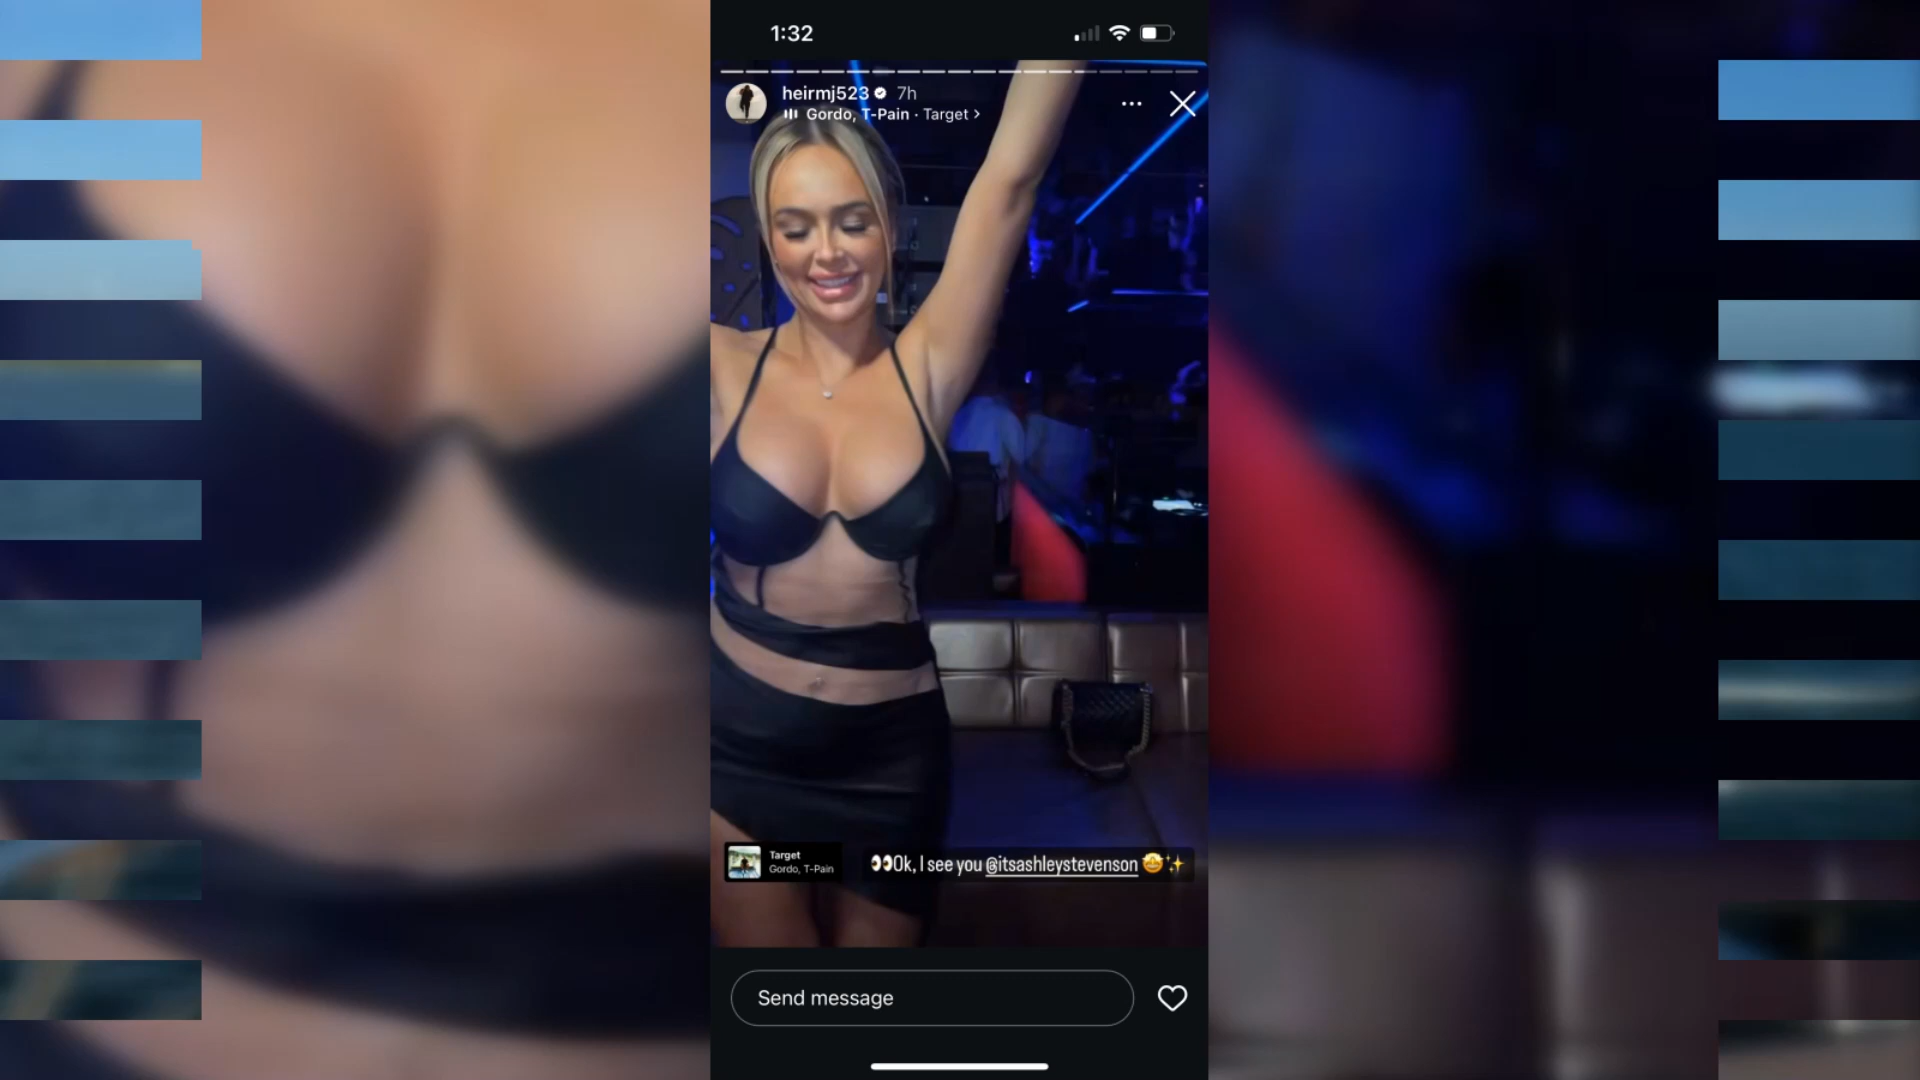 1:32
heirmj523 7h
Gordo, T-Pain · Target >
Target
Gordo, T-Pain
👀Ok, I see you @itsashleystevenson 🤩✨
Send message